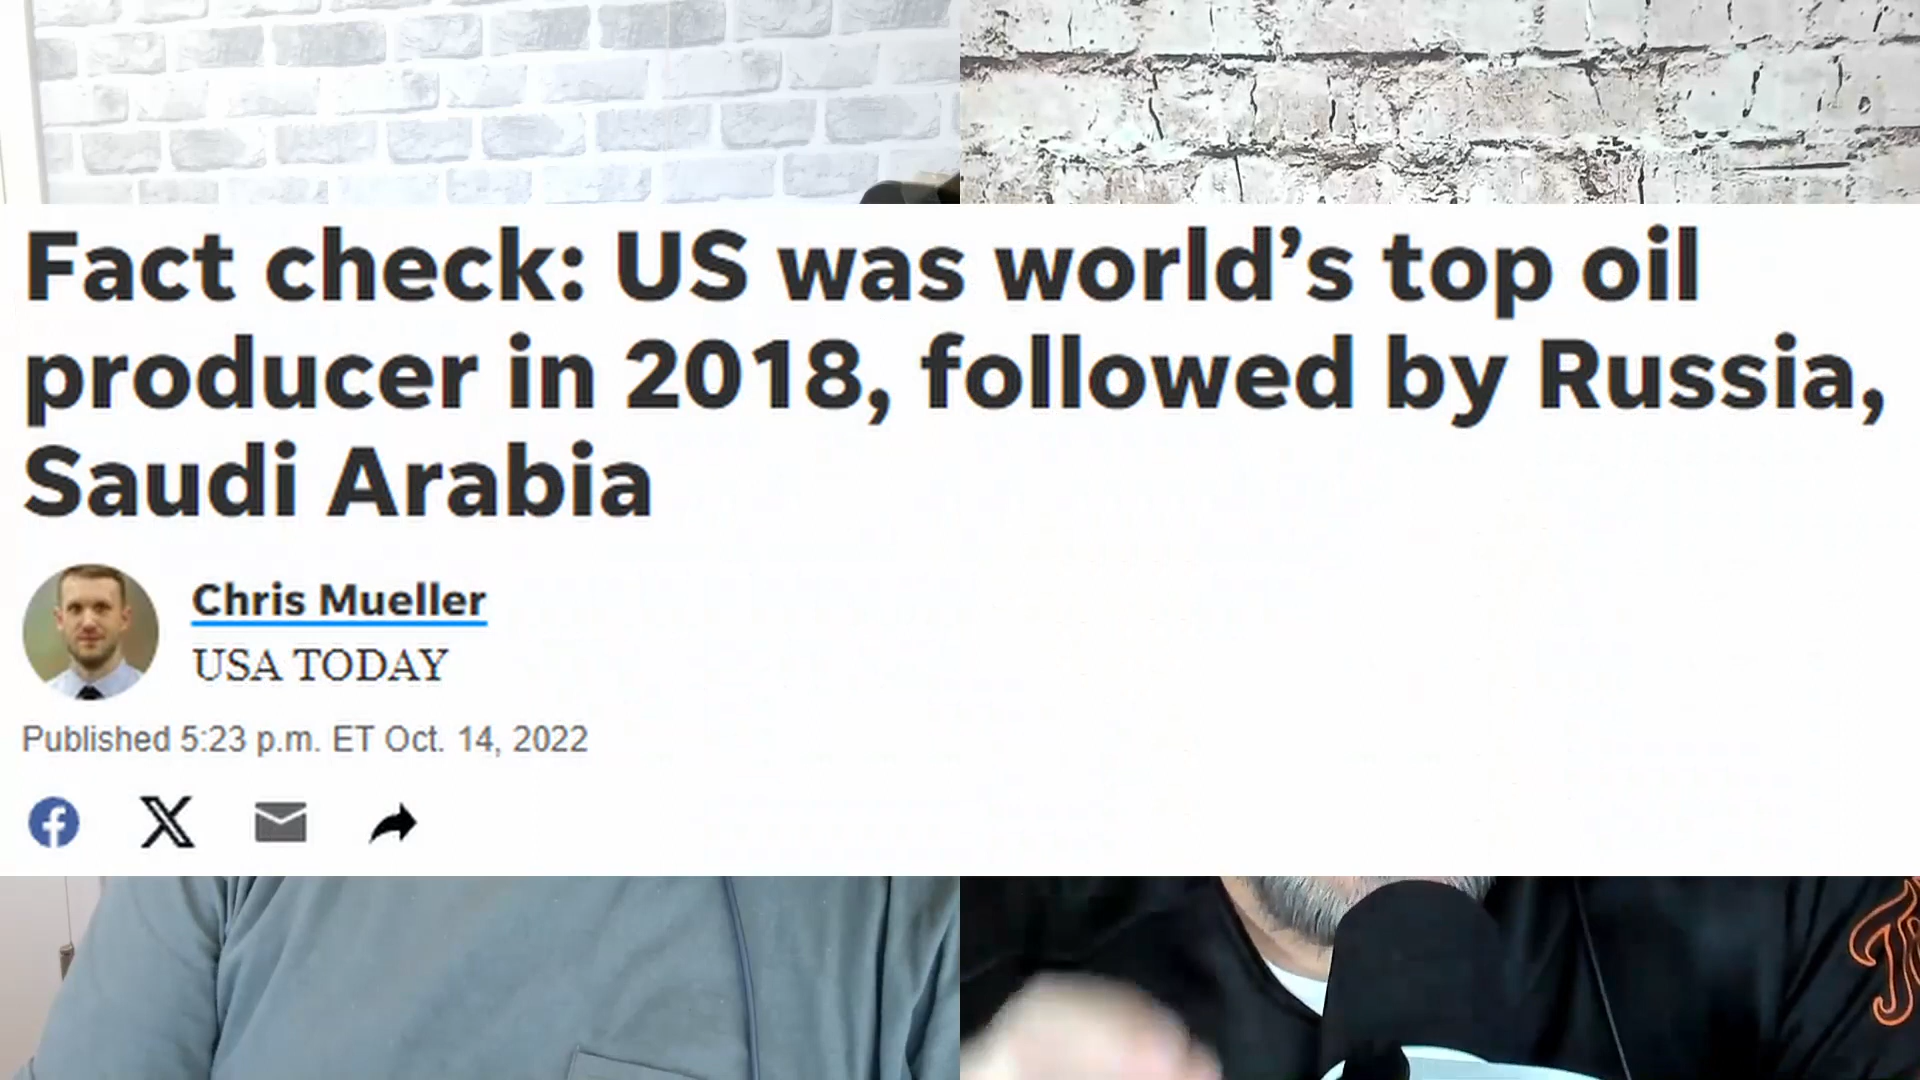 Fact check: US was world’s top oil
producer in 2018, followed by Russia,
Saudi Arabia
Chris Mueller
USA TODAY
Published 5:23 p.m. ET Oct. 14, 2022